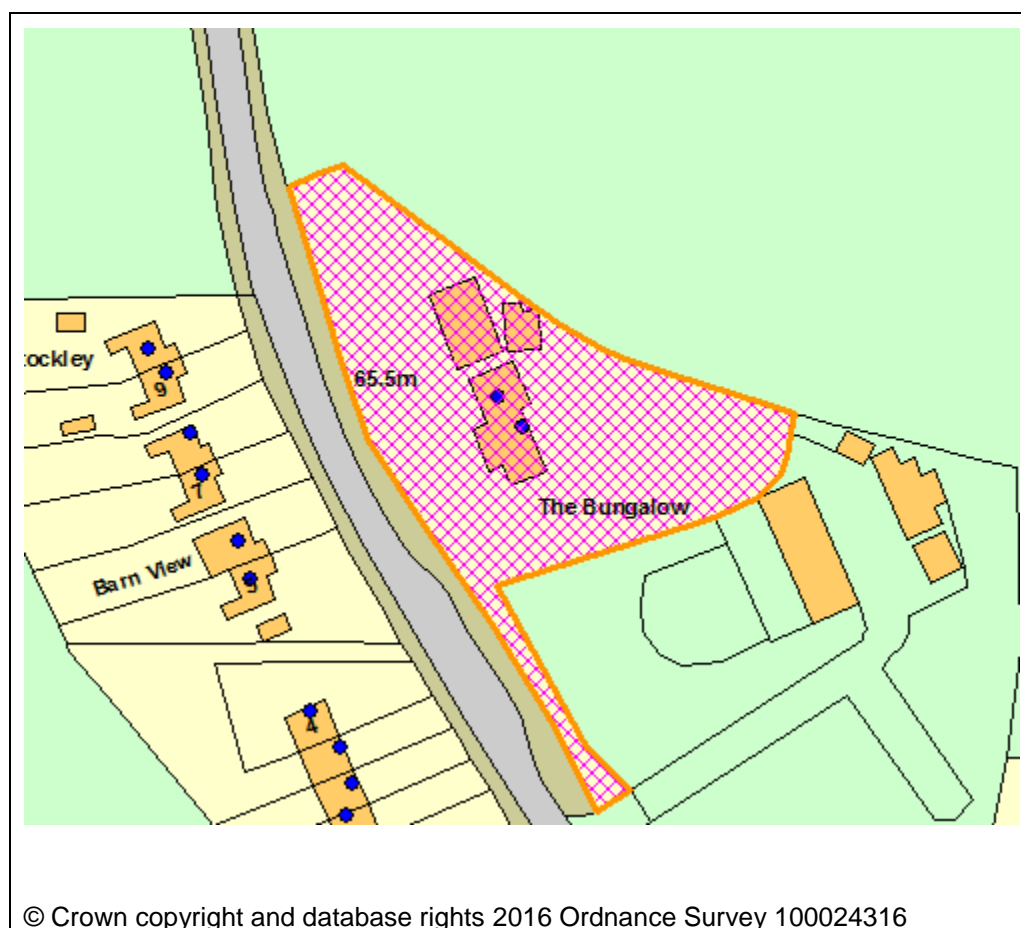 ockley
9
65.5m
7
The Bungalow
Barn View
4
© Crown copyright and database rights 2016 Ordnance Survey 100024316